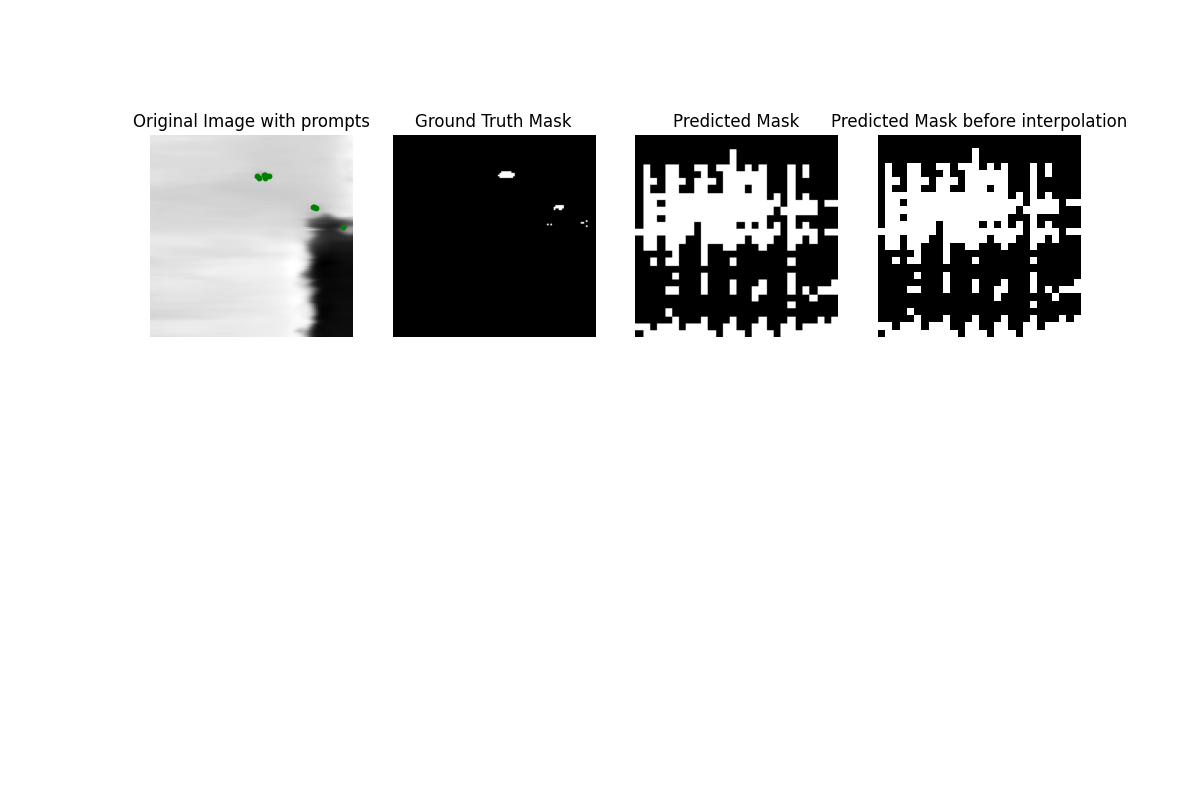 Original Image with prompts
Ground Truth Mask
Predicted Mask
Predicted Mask before interpolation